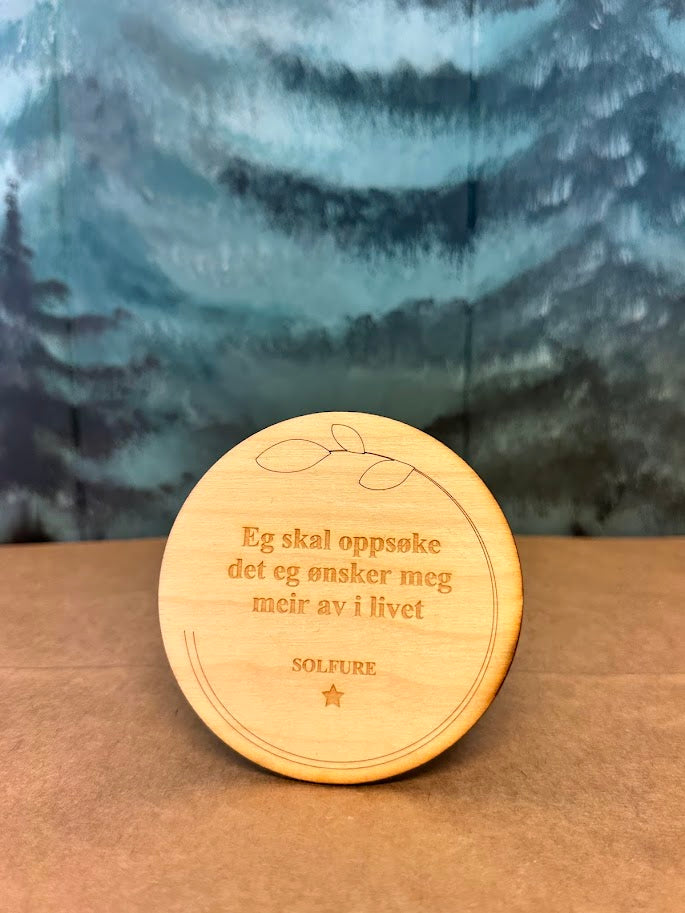 Eg skal oppsøke
det eg ønsker meg
meir av i livet
SOLFURE